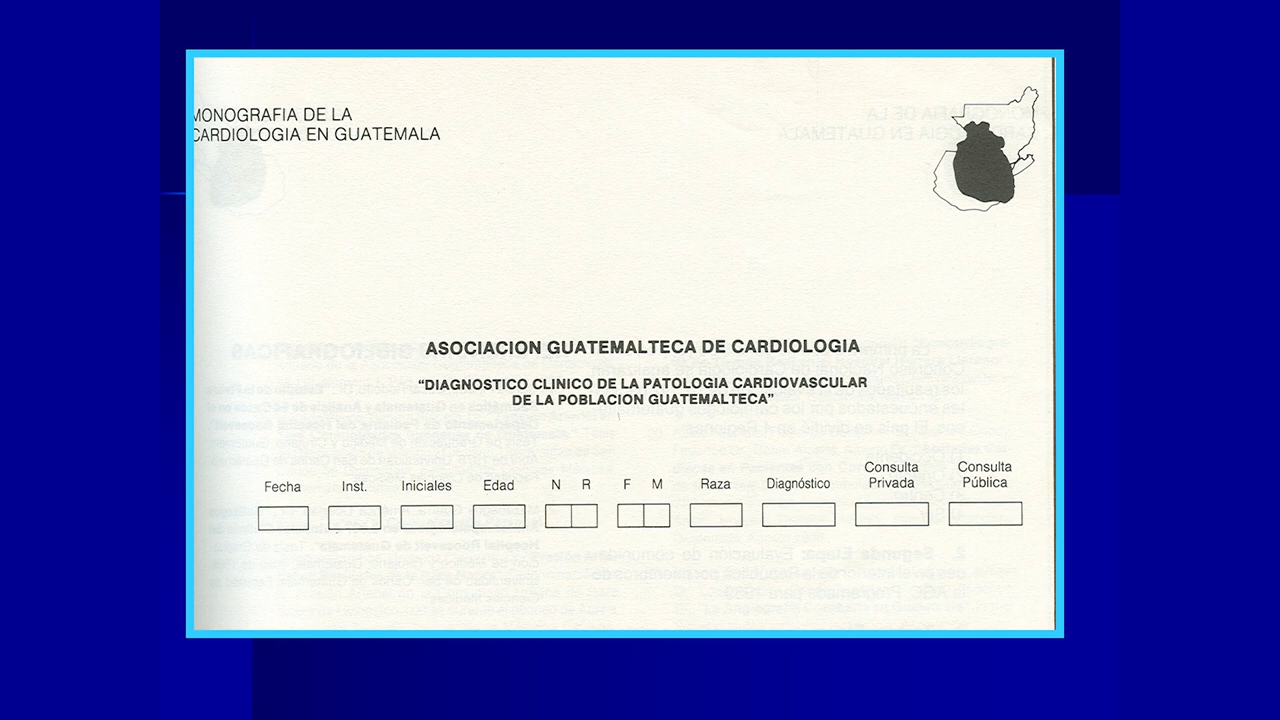 MONOGRAFIA DE LA
CARDIOLOGIA EN GUATEMALA
ASOCIACION GUATEMALTECA DE CARDIOLOGIA
“DIAGNOSTICO CLINICO DE LA PATOLOGIA CARDIOVASCULAR
DE LA POBLACION GUATEMALTECA”
Fecha Inst. Iniciales Edad N R F M Raza Diagnóstico Consulta Privada Consulta Pública